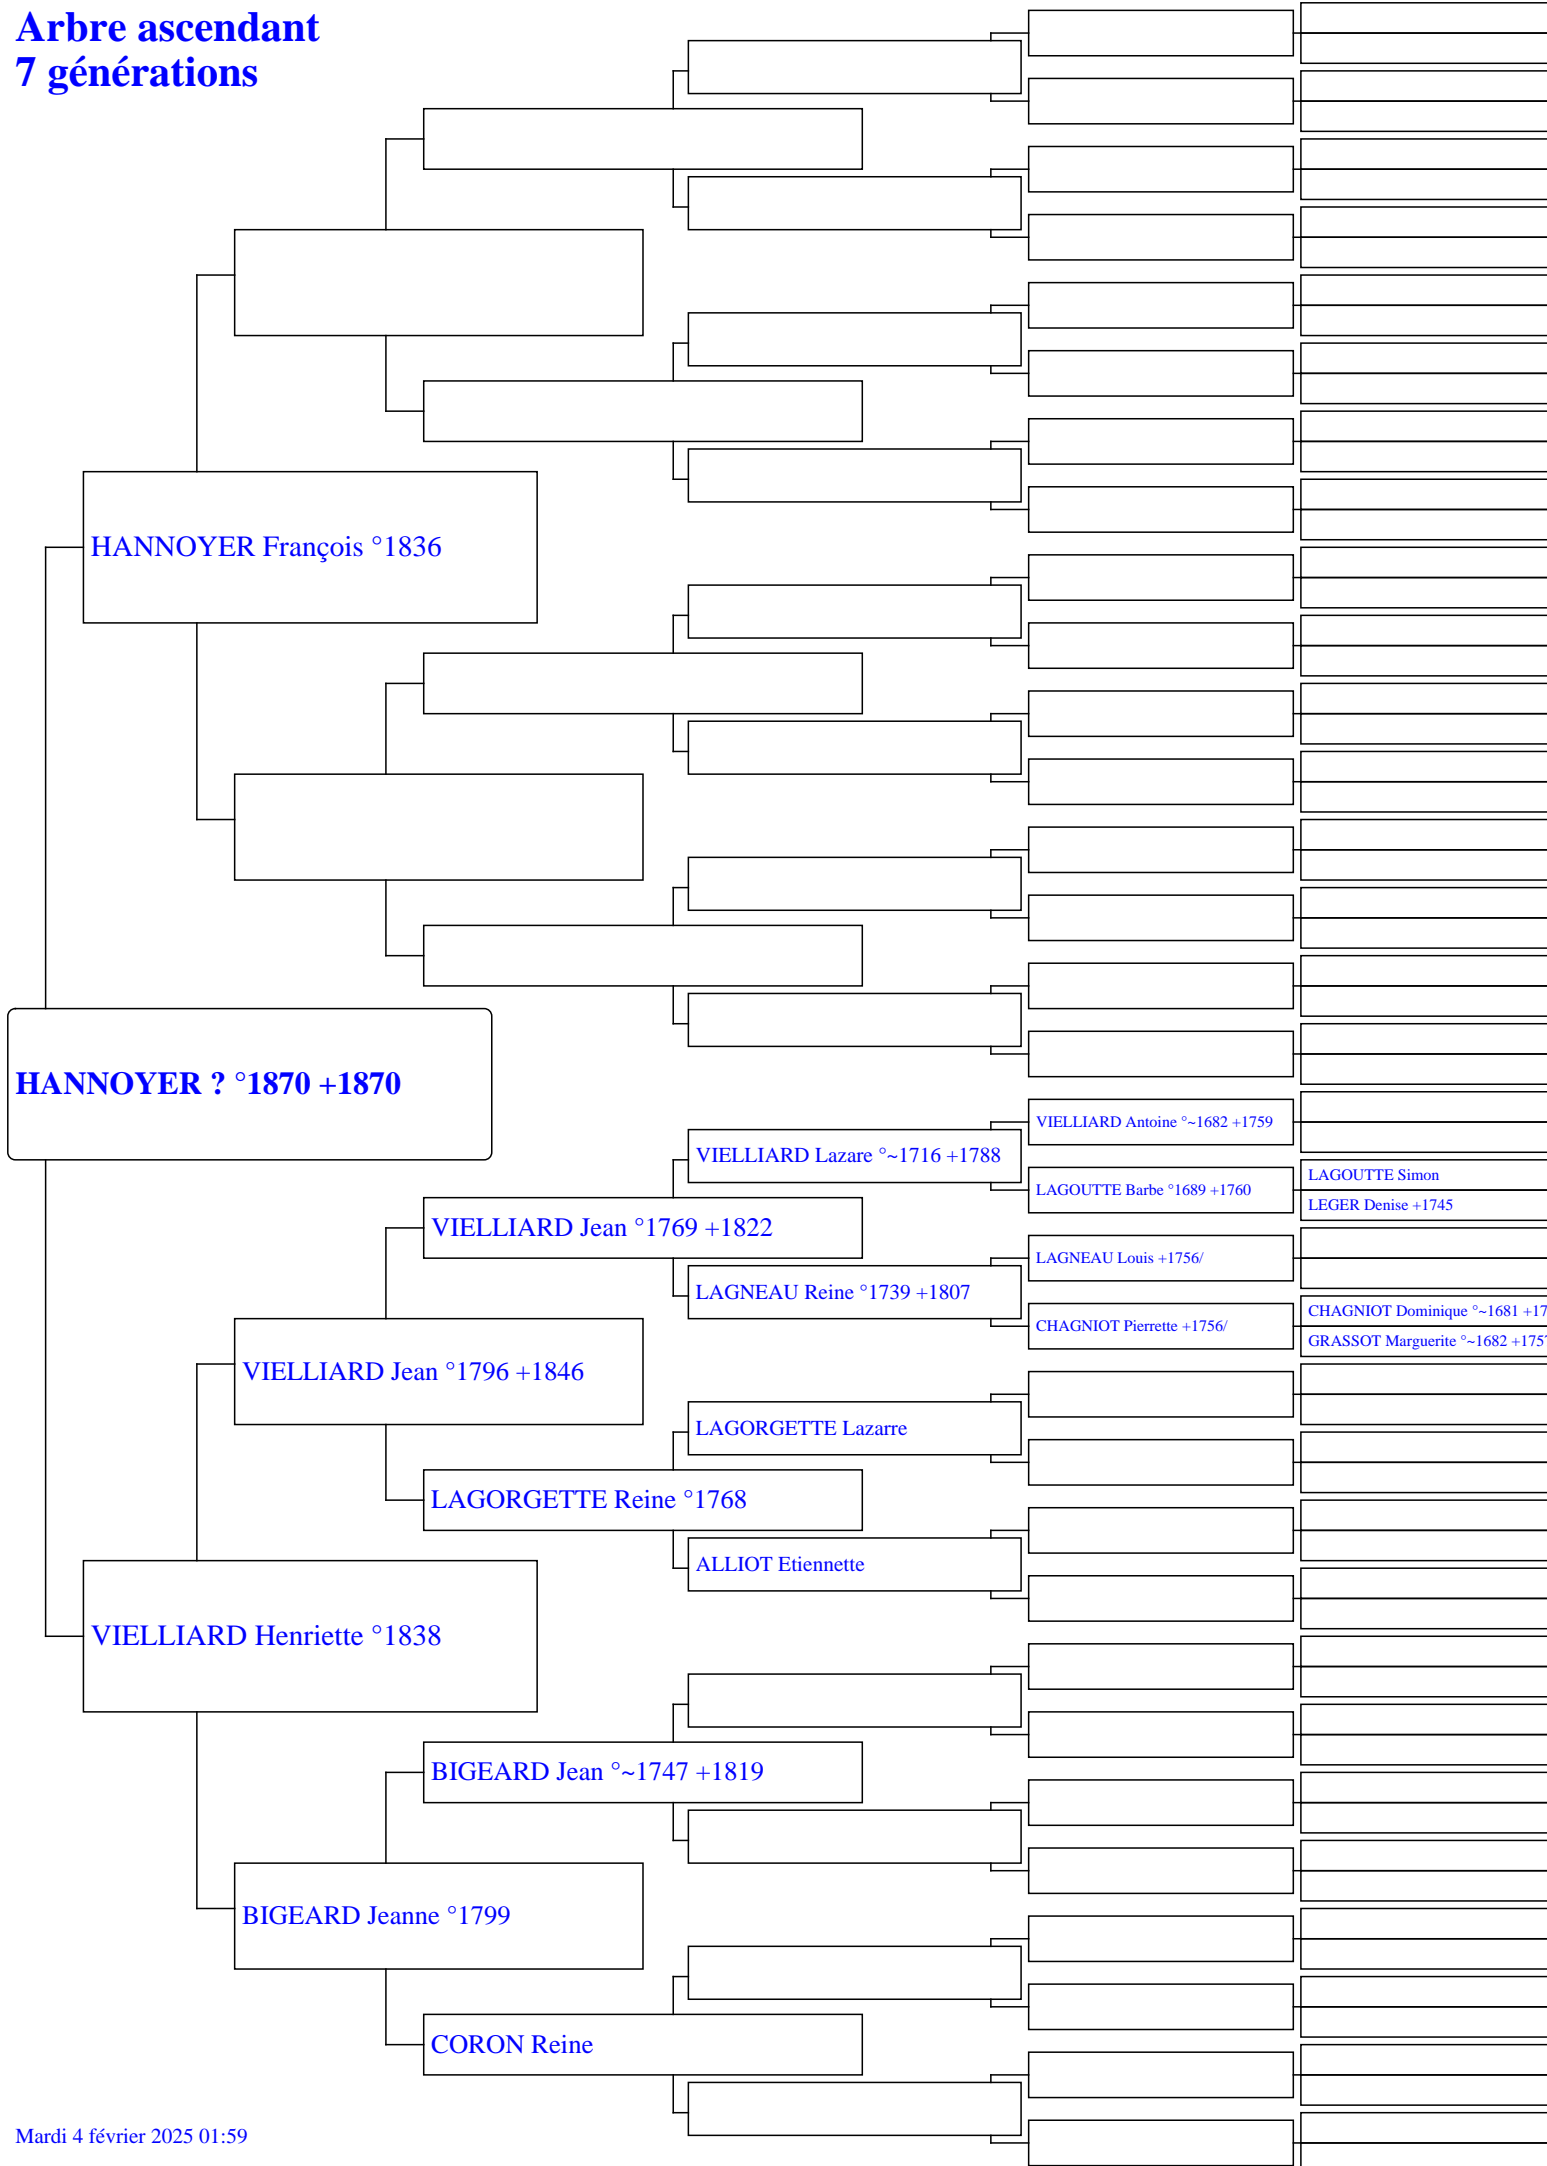 Arbre ascendant
7 générations
HANNOYER François °1836
HANNOYER ? °1870 +1870
VIELLIARD Antoine °~1682 +1759
VIELLIARD Lazare °~1716 +1788
LAGOUTTE Simon
LAGOUTTE Barbe °1689 +1760
LEGER Denise +1745
VIELLIARD Jean °1769 +1822
LAGNEAU Louis +1756/
LAGNEAU Reine °1739 +1807
CHAGNIOT Dominique °~1681 +17
CHAGNIOT Pierrette +1756/
GRASSOT Marguerite °~1682 +1757
VIELLIARD Jean °1796 +1846
LAGORGETTE Lazarre
LAGORGETTE Reine °1768
ALLIOT Etiennette
VIELLIARD Henriette °1838
BIGEARD Jean °~1747 +1819
BIGEARD Jeanne °1799
CORON Reine
Mardi 4 février 2025 01:59